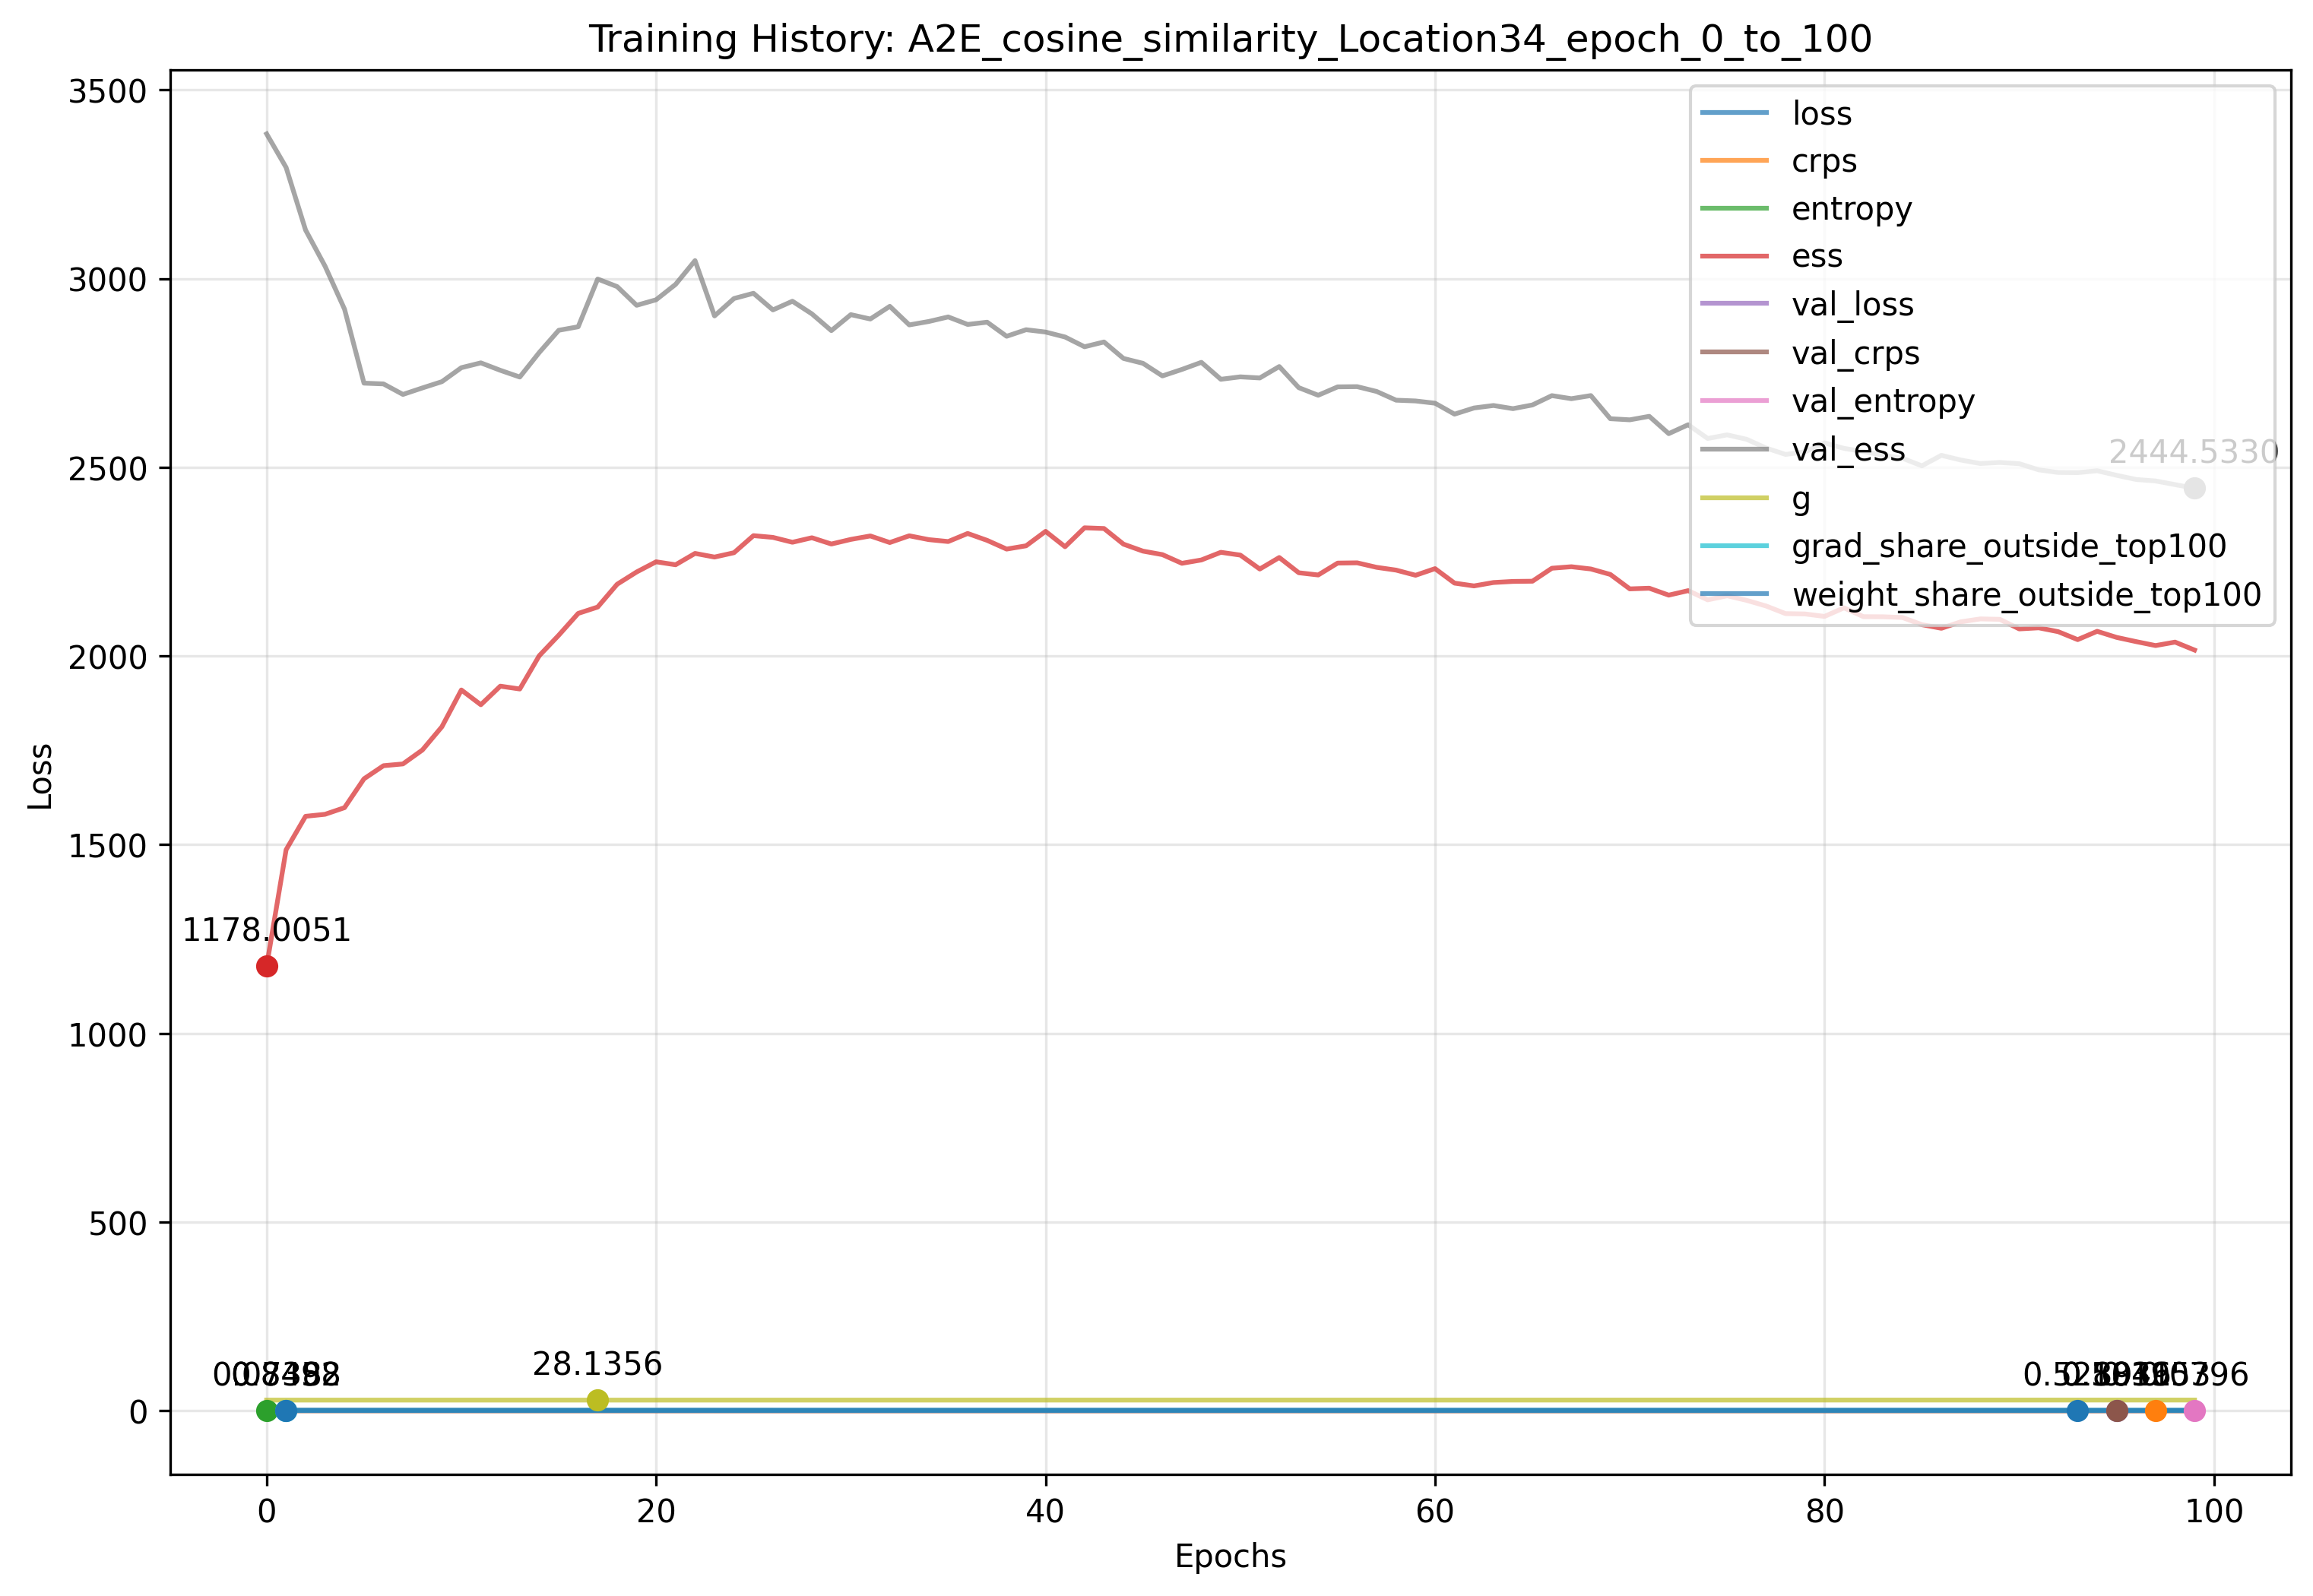 Training History: A2E_cosine_similarity_Location34_epoch_0_to_100
3500
3000
2500
2000
1500
1000
500
0
Loss
loss
crps
entropy
ess
val_loss
val_crps
val_entropy
val_ess
g
grad_share_outside_top100
weight_share_outside_top100
2444.5330
1178.0051
28.1356
0
20
40
60
80
100
Epochs